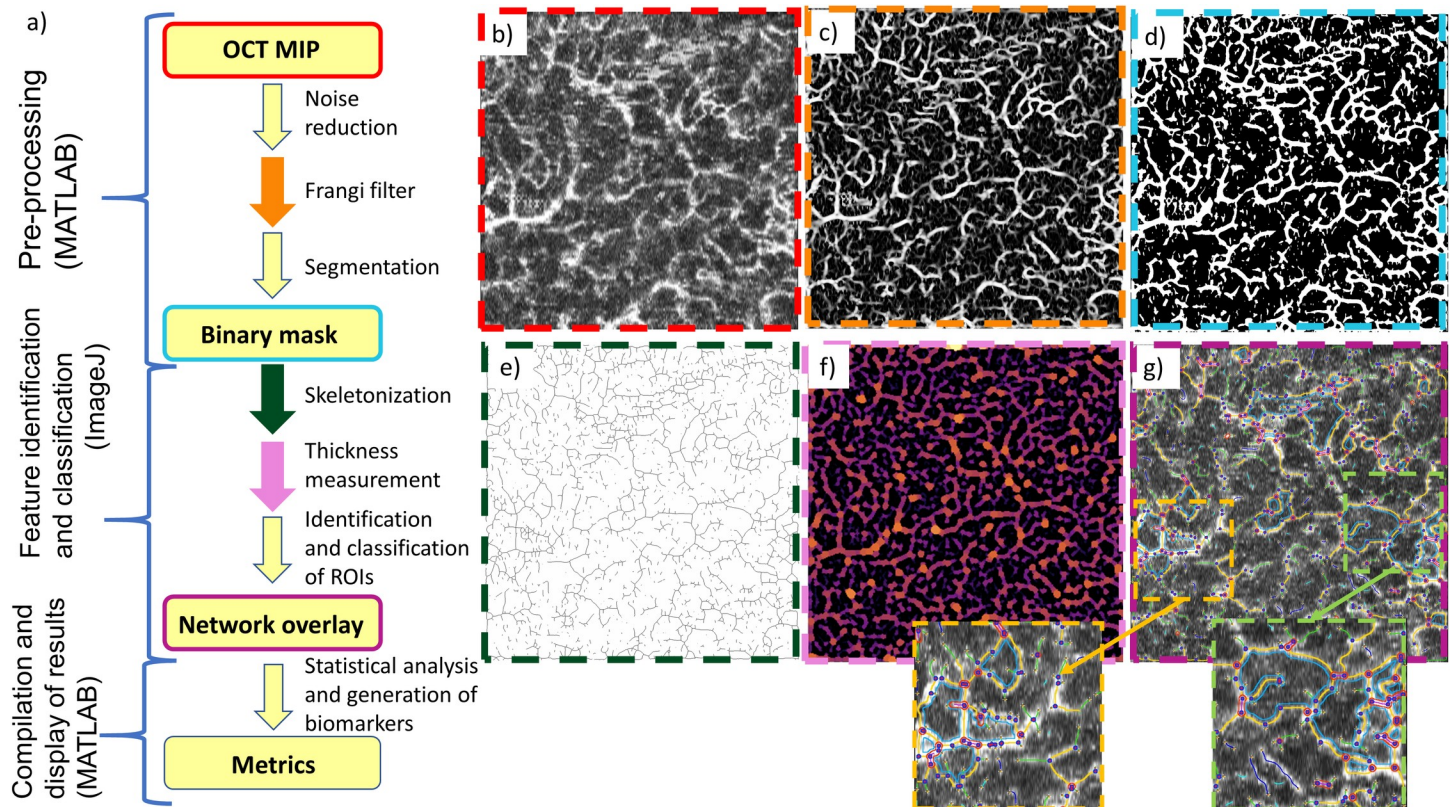 a)
Pre-processing
(MATLAB)
Feature identification
and classification
(ImageJ)
Compilation and
display of results
(MATLAB)
OCT MIP
Noise
reduction
Frangi filter
Segmentation
Binary mask
Skeletonization
Thickness
measurement
Identification
and classification
of ROIs
Network overlay
Statistical analysis
and generation of
biomarkers
Metrics
b)
c)
d)
e)
f)
g)